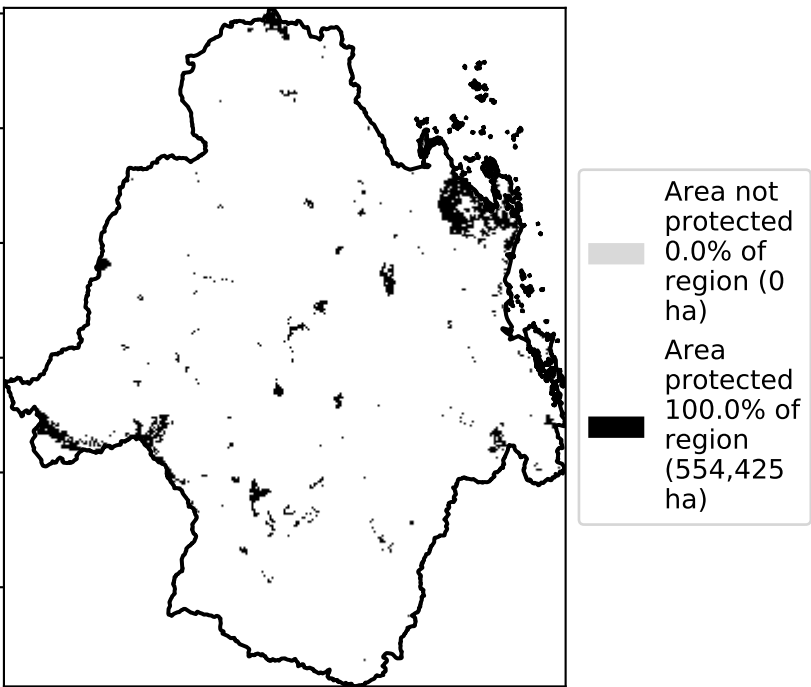 Area not
protected
0.0% of
region (0
ha)
Area
protected
100.0% of
region
(554,425
ha)